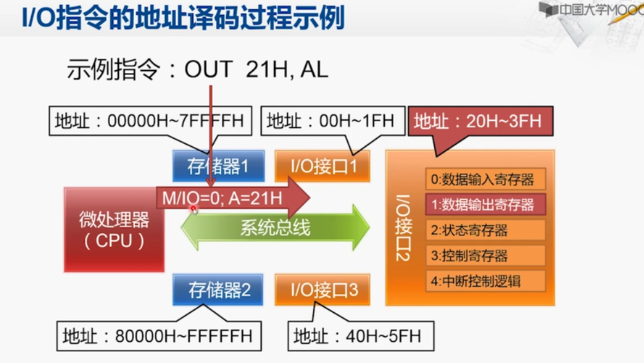 I/O指令的地址译码过程示例
中国大学MOOC
示例指令：OUT 21H, AL
地址：00000H~7FFFFH
地址：00H~1FH
地址：20H~3FH
存储器1
I/O接口1
M/IO=0; A=21H
微处理器
（CPU）
系统总线
I/O接口2
0:数据输入寄存器
1:数据输出寄存器
2:状态寄存器
3:控制寄存器
4:中断控制逻辑
存储器2
I/O接口3
地址：80000H~FFFFFH
地址：40H~5FH